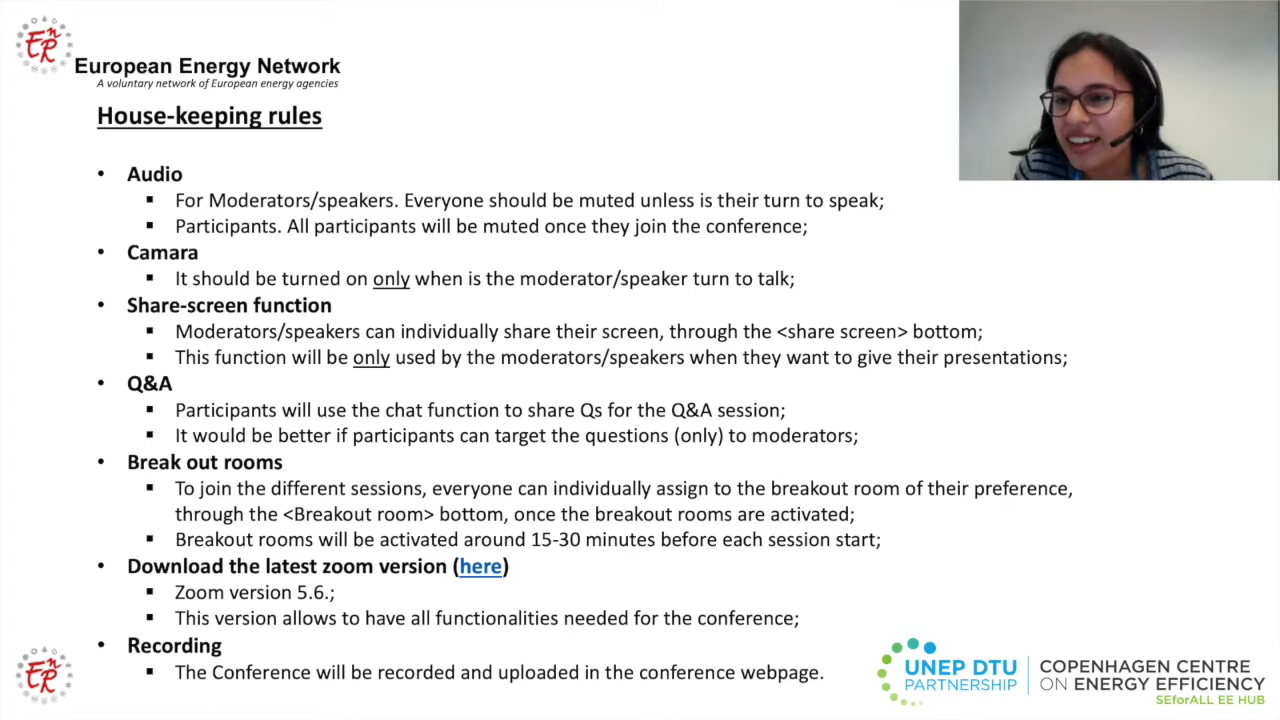 EnR
European Energy Network
A voluntary network of European energy agencies
House-keeping rules
• Audio
▪ For Moderators/speakers. Everyone should be muted unless is their turn to speak;
▪ Participants. All participants will be muted once they join the conference;
• Camara
▪ It should be turned on only when is the moderator/speaker turn to talk;
• Share-screen function
▪ Moderators/speakers can individually share their screen, through the <share screen> bottom;
▪ This function will be only used by the moderators/speakers when they want to give their presentations;
• Q&A
▪ Participants will use the chat function to share Qs for the Q&A session;
▪ It would be better if participants can target the questions (only) to moderators;
• Break out rooms
▪ To join the different sessions, everyone can individually assign to the breakout room of their preference,
through the <Breakout room> bottom, once the breakout rooms are activated;
▪ Breakout rooms will be activated around 15-30 minutes before each session start;
• Download the latest zoom version (here)
▪ Zoom version 5.6.;
▪ This version allows to have all functionalities needed for the conference;
• Recording
▪ The Conference will be recorded and uploaded in the conference webpage.
EnR
UNEP DTU
PARTNERSHIP
COPENHAGEN CENTRE
ON ENERGY EFFICIENCY
SEforALL EE HUB